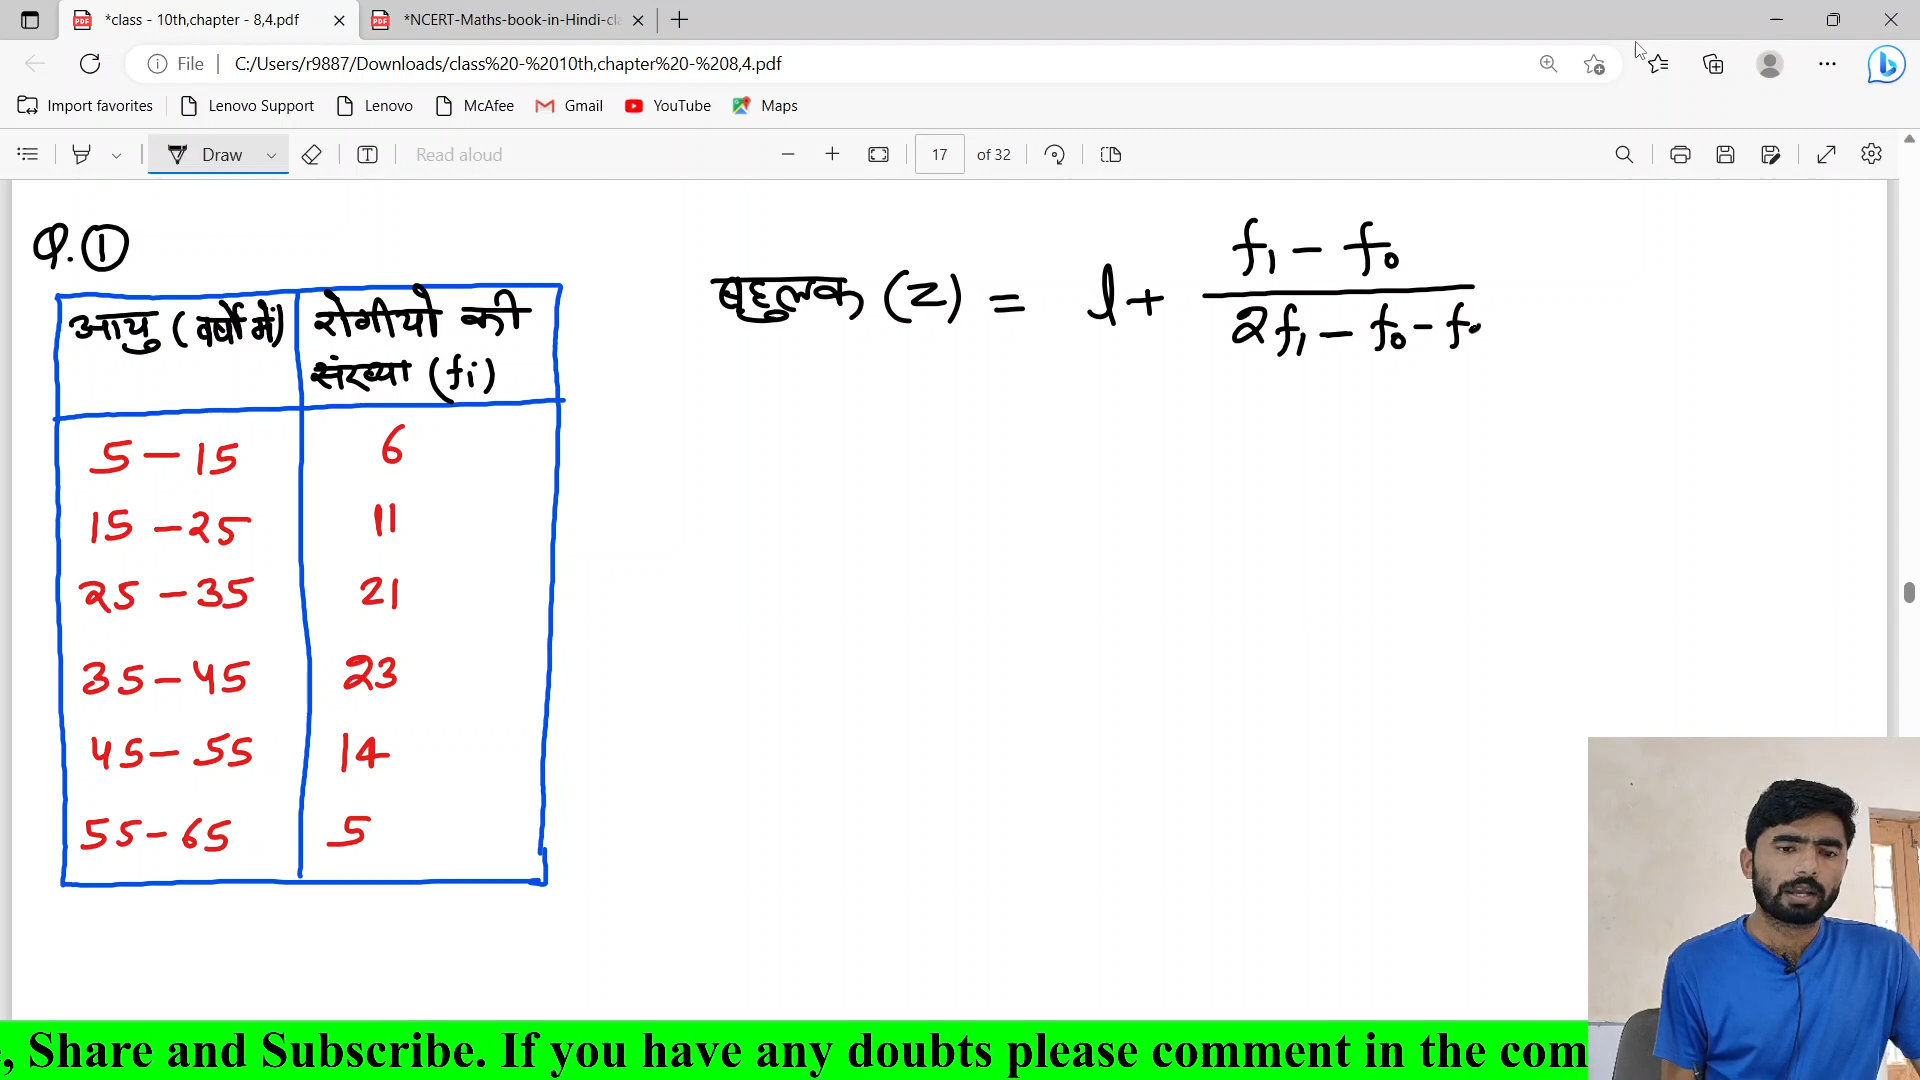 *class - 10th,chapter - 8,4.pdf
*NCERT-Maths-book-in-Hindi-cla
File
C:/Users/r9887/Downloads/class%20-%2010th,chapter%20-%208,4.pdf
Import favorites
Lenovo Support
Lenovo
McAfee
Gmail
YouTube
Maps
Draw
Read aloud
17 of 32
Q. ①
आयु (वर्षो में)
रोगीयो की संख्या (fi)
5 – 15 6
15 – 25 11
25 – 35 21
35 – 45 23
45 – 55 14
55 – 65 5
बहुलक (Z) = l +
f₁ – f₀
2f₁ – f₀ – f
, Share and Subscribe. If you have any doubts please comment in the com